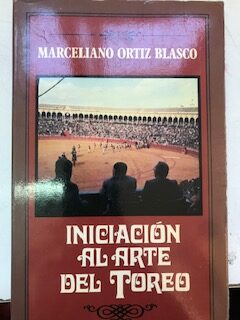 MARCELIANO ORTIZ BLASCO
INICIACIÓN
AL ARTE
DEL TOREO